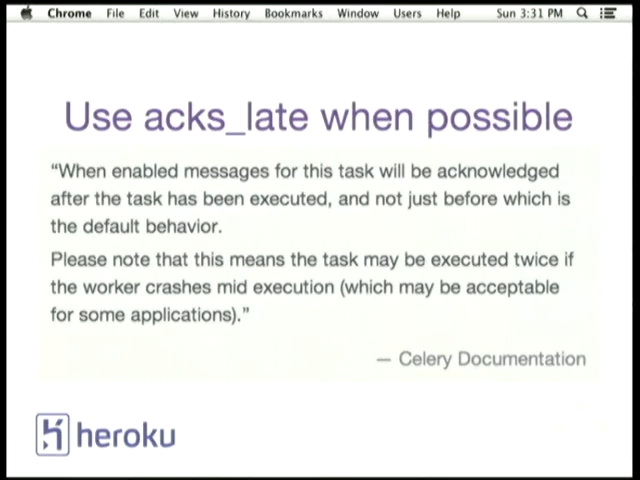 Chrome File Edit View History Bookmarks Window Users Help Sun 3:31 PM
Use acks_late when possible
“When enabled messages for this task will be acknowledged
after the task has been executed, and not just before which is
the default behavior.
Please note that this means the task may be executed twice if
the worker crashes mid execution (which may be acceptable
for some applications).”
— Celery Documentation
heroku